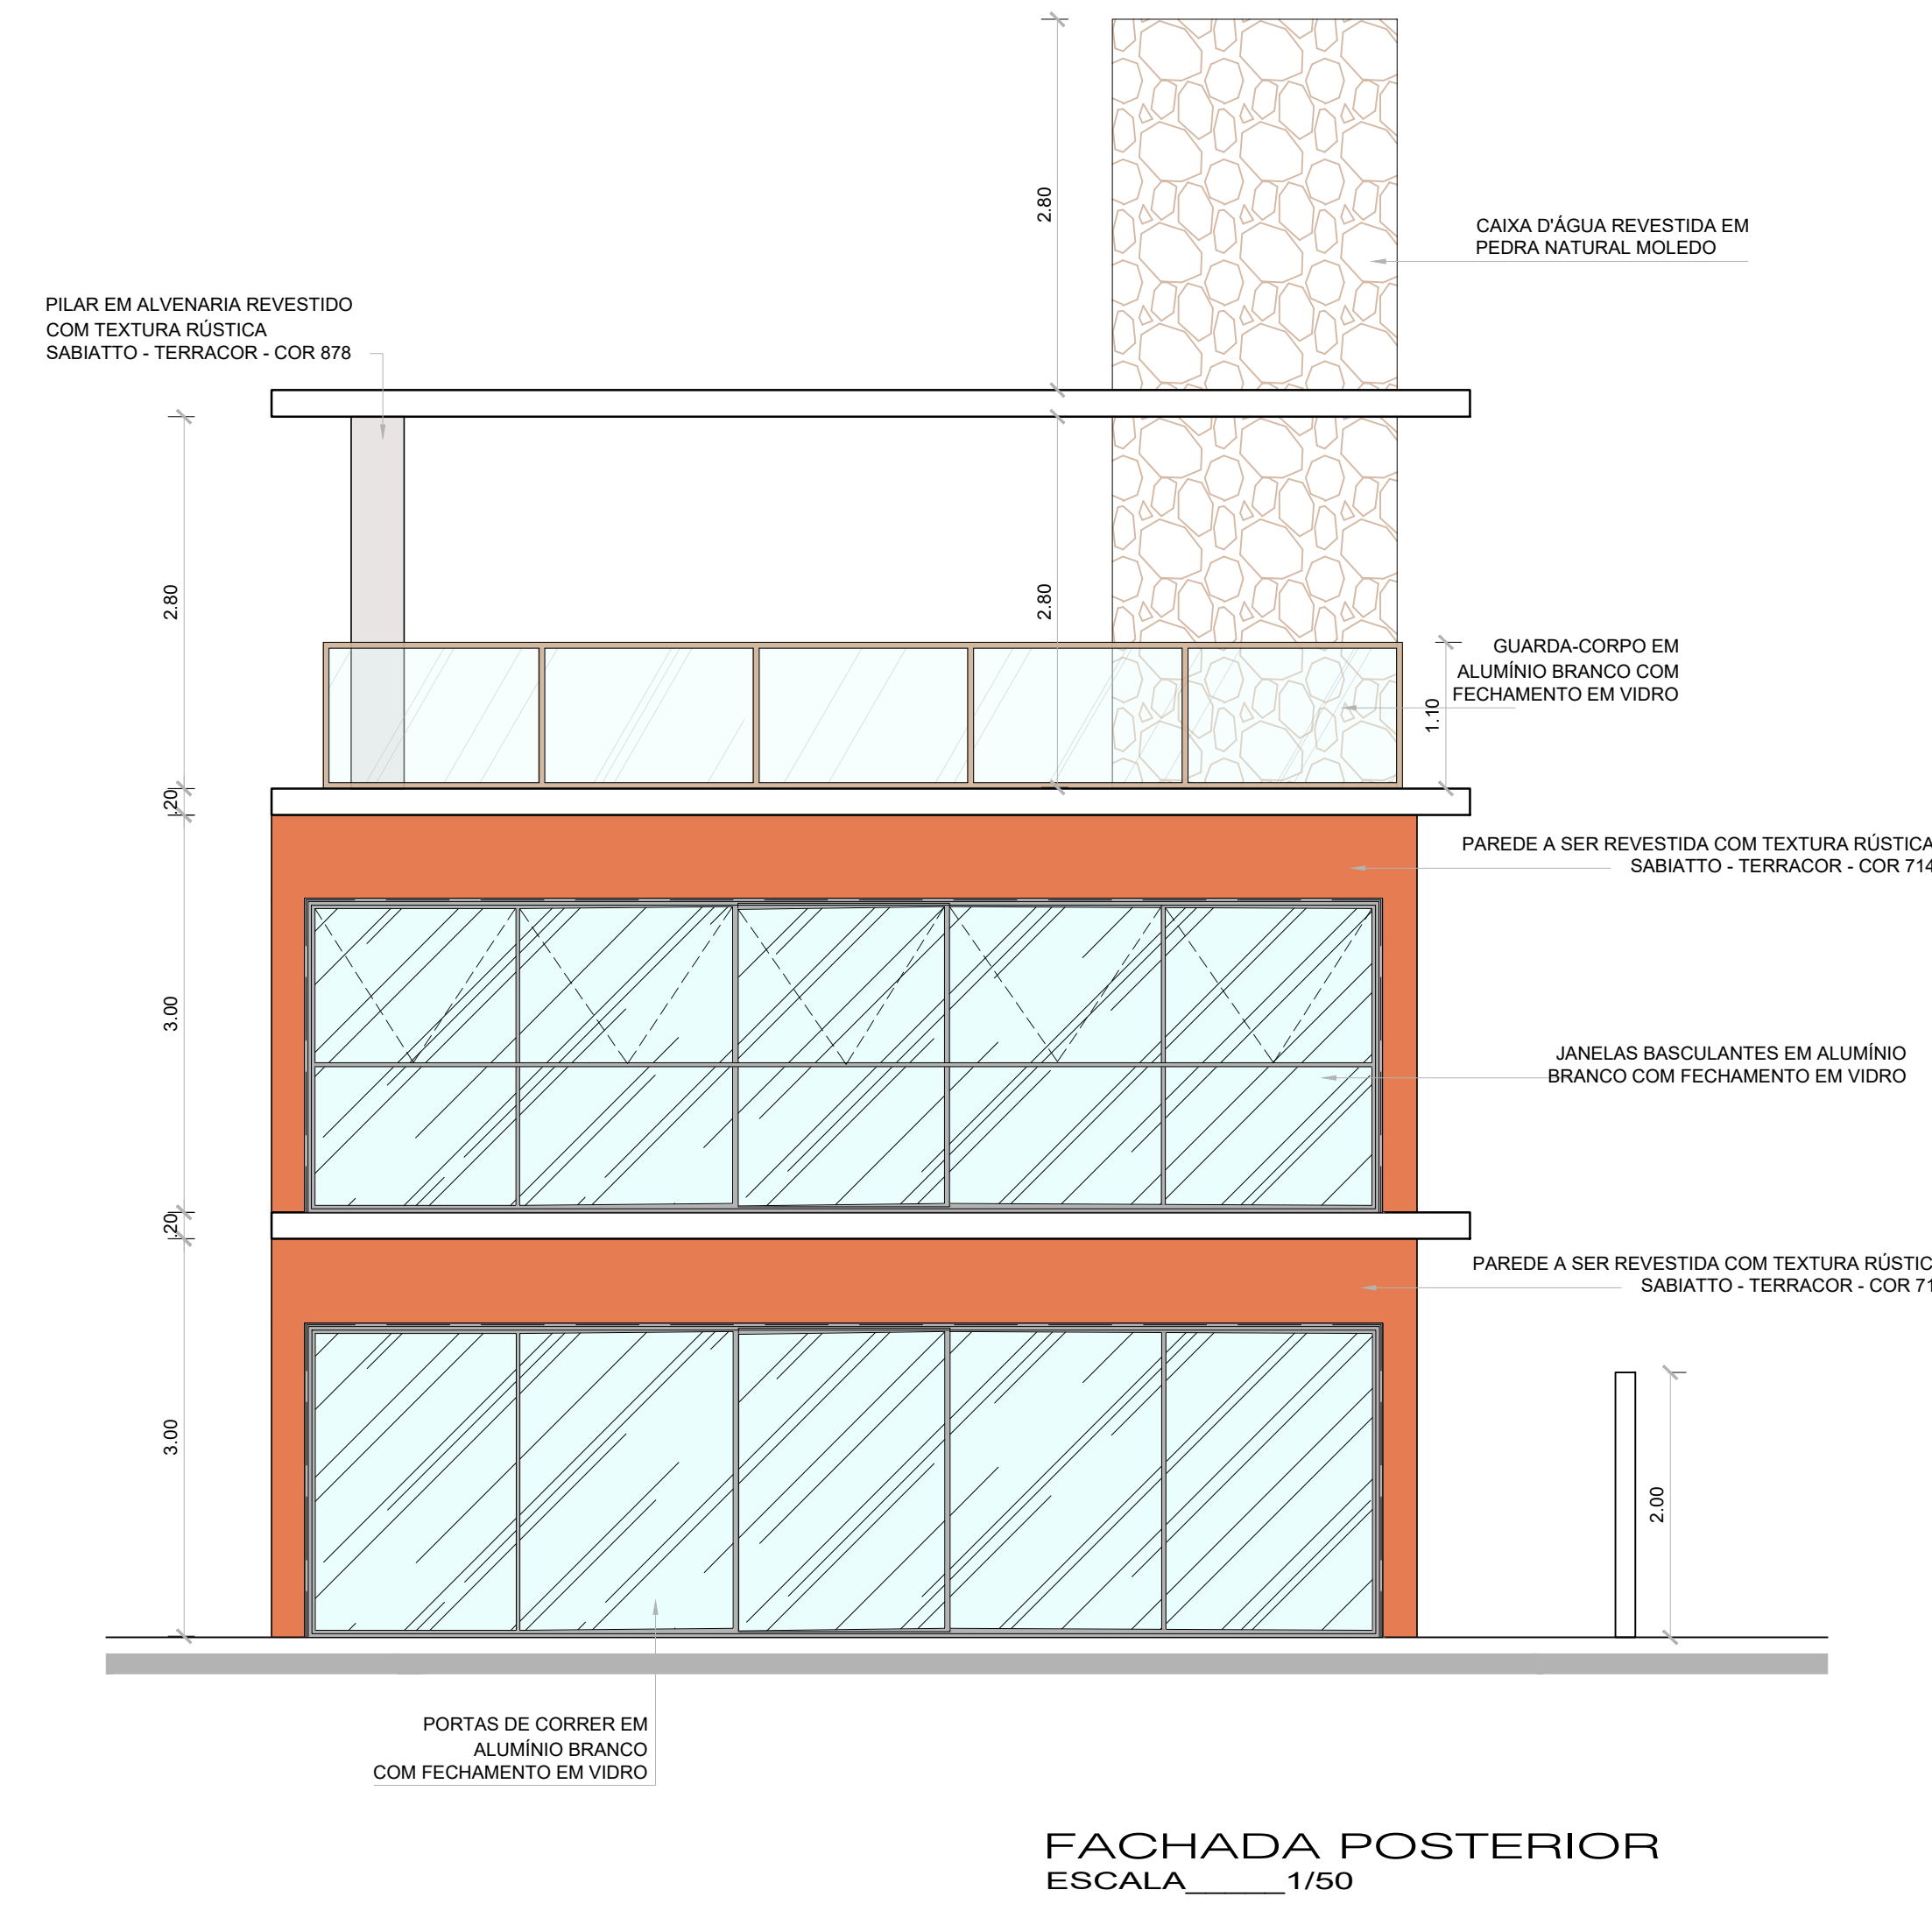 2.80
CAIXA D'ÁGUA REVESTIDA EM
PEDRA NATURAL MOLEDO
PILAR EM ALVENARIA REVESTIDO
COM TEXTURA RÚSTICA
SABIATTO - TERRACOR - COR 878
2.80
2.80
GUARDA-CORPO EM
ALUMÍNIO BRANCO COM
FECHAMENTO EM VIDRO
1.10
.20
PAREDE A SER REVESTIDA COM TEXTURA RÚSTICA
SABIATTO - TERRACOR - COR 714
3.00
JANELAS BASCULANTES EM ALUMÍNIO
BRANCO COM FECHAMENTO EM VIDRO
.20
PAREDE A SER REVESTIDA COM TEXTURA RÚSTIC
SABIATTO - TERRACOR - COR 71
3.00
2.00
PORTAS DE CORRER EM
ALUMÍNIO BRANCO
COM FECHAMENTO EM VIDRO
FACHADA POSTERIOR
ESCALA_____1/50